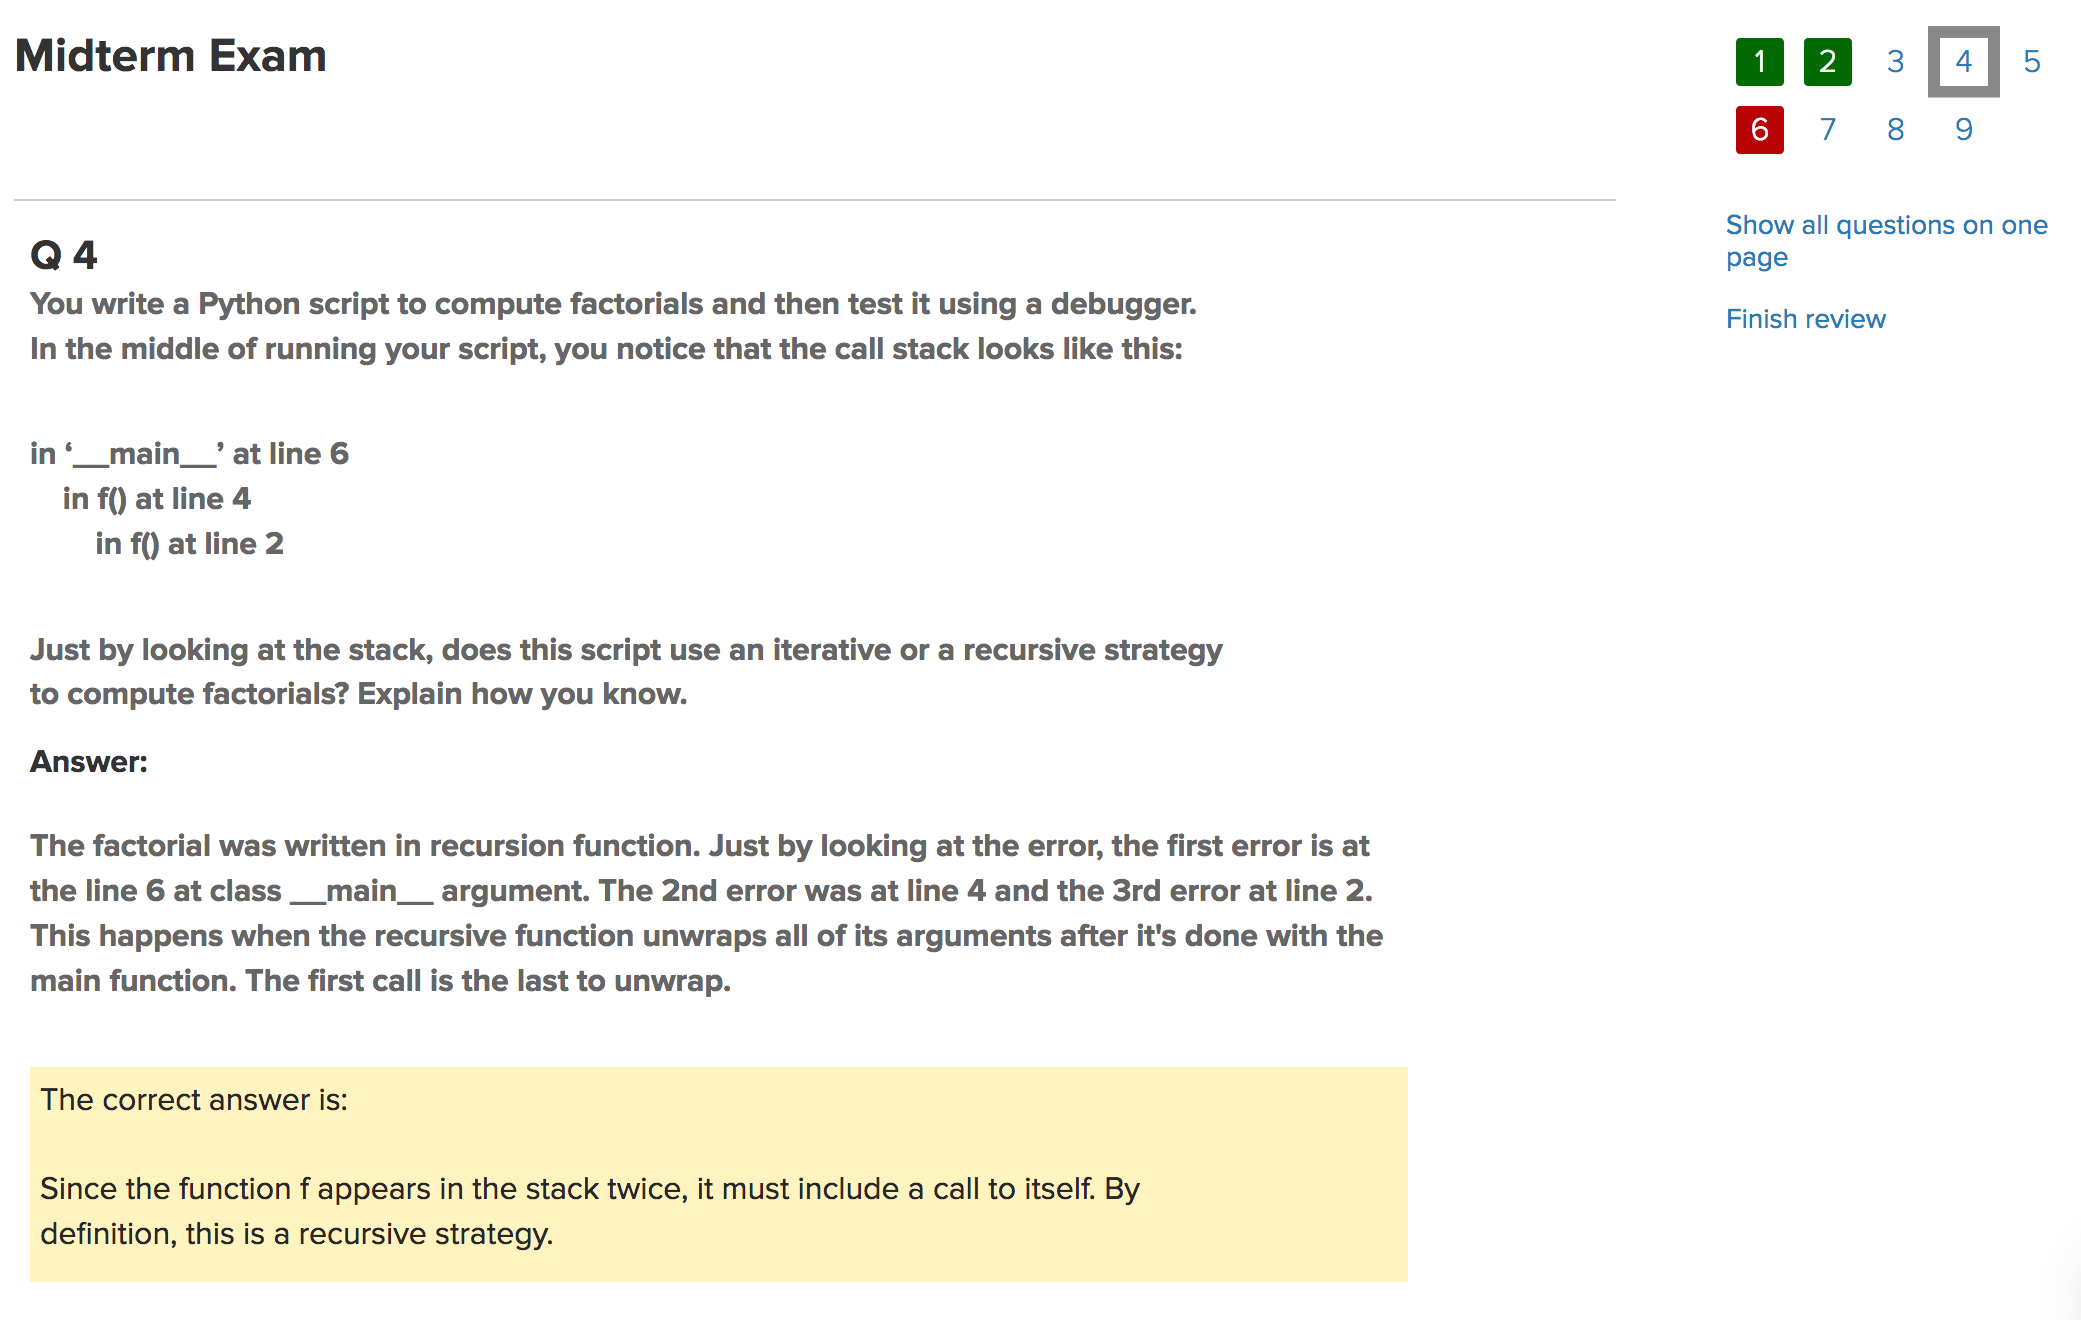 Midterm Exam
1 2 3 4 5
6 7 8 9
Show all questions on one
page
Finish review
Q 4
You write a Python script to compute factorials and then test it using a debugger.
In the middle of running your script, you notice that the call stack looks like this:
in ‘__main__’ at line 6
in f() at line 4
in f() at line 2
Just by looking at the stack, does this script use an iterative or a recursive strategy
to compute factorials? Explain how you know.
Answer:
The factorial was written in recursion function. Just by looking at the error, the first error is at
the line 6 at class __main__ argument. The 2nd error was at line 4 and the 3rd error at line 2.
This happens when the recursive function unwraps all of its arguments after it's done with the
main function. The first call is the last to unwrap.
The correct answer is:
Since the function f appears in the stack twice, it must include a call to itself. By
definition, this is a recursive strategy.